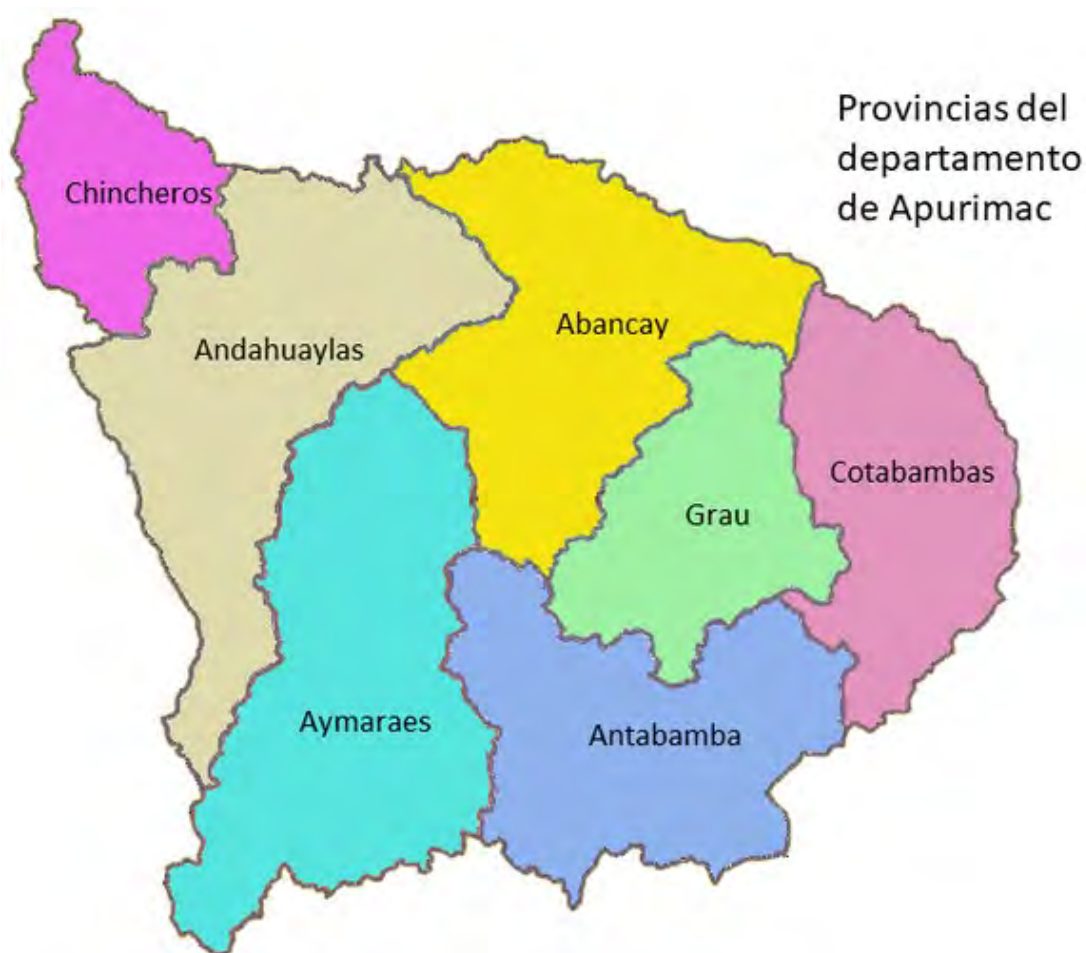 Provincias del
departamento
de Apurimac
Chincheros
Andahuaylas
Abancay
Cotabambas
Grau
Aymaraes
Antabamba